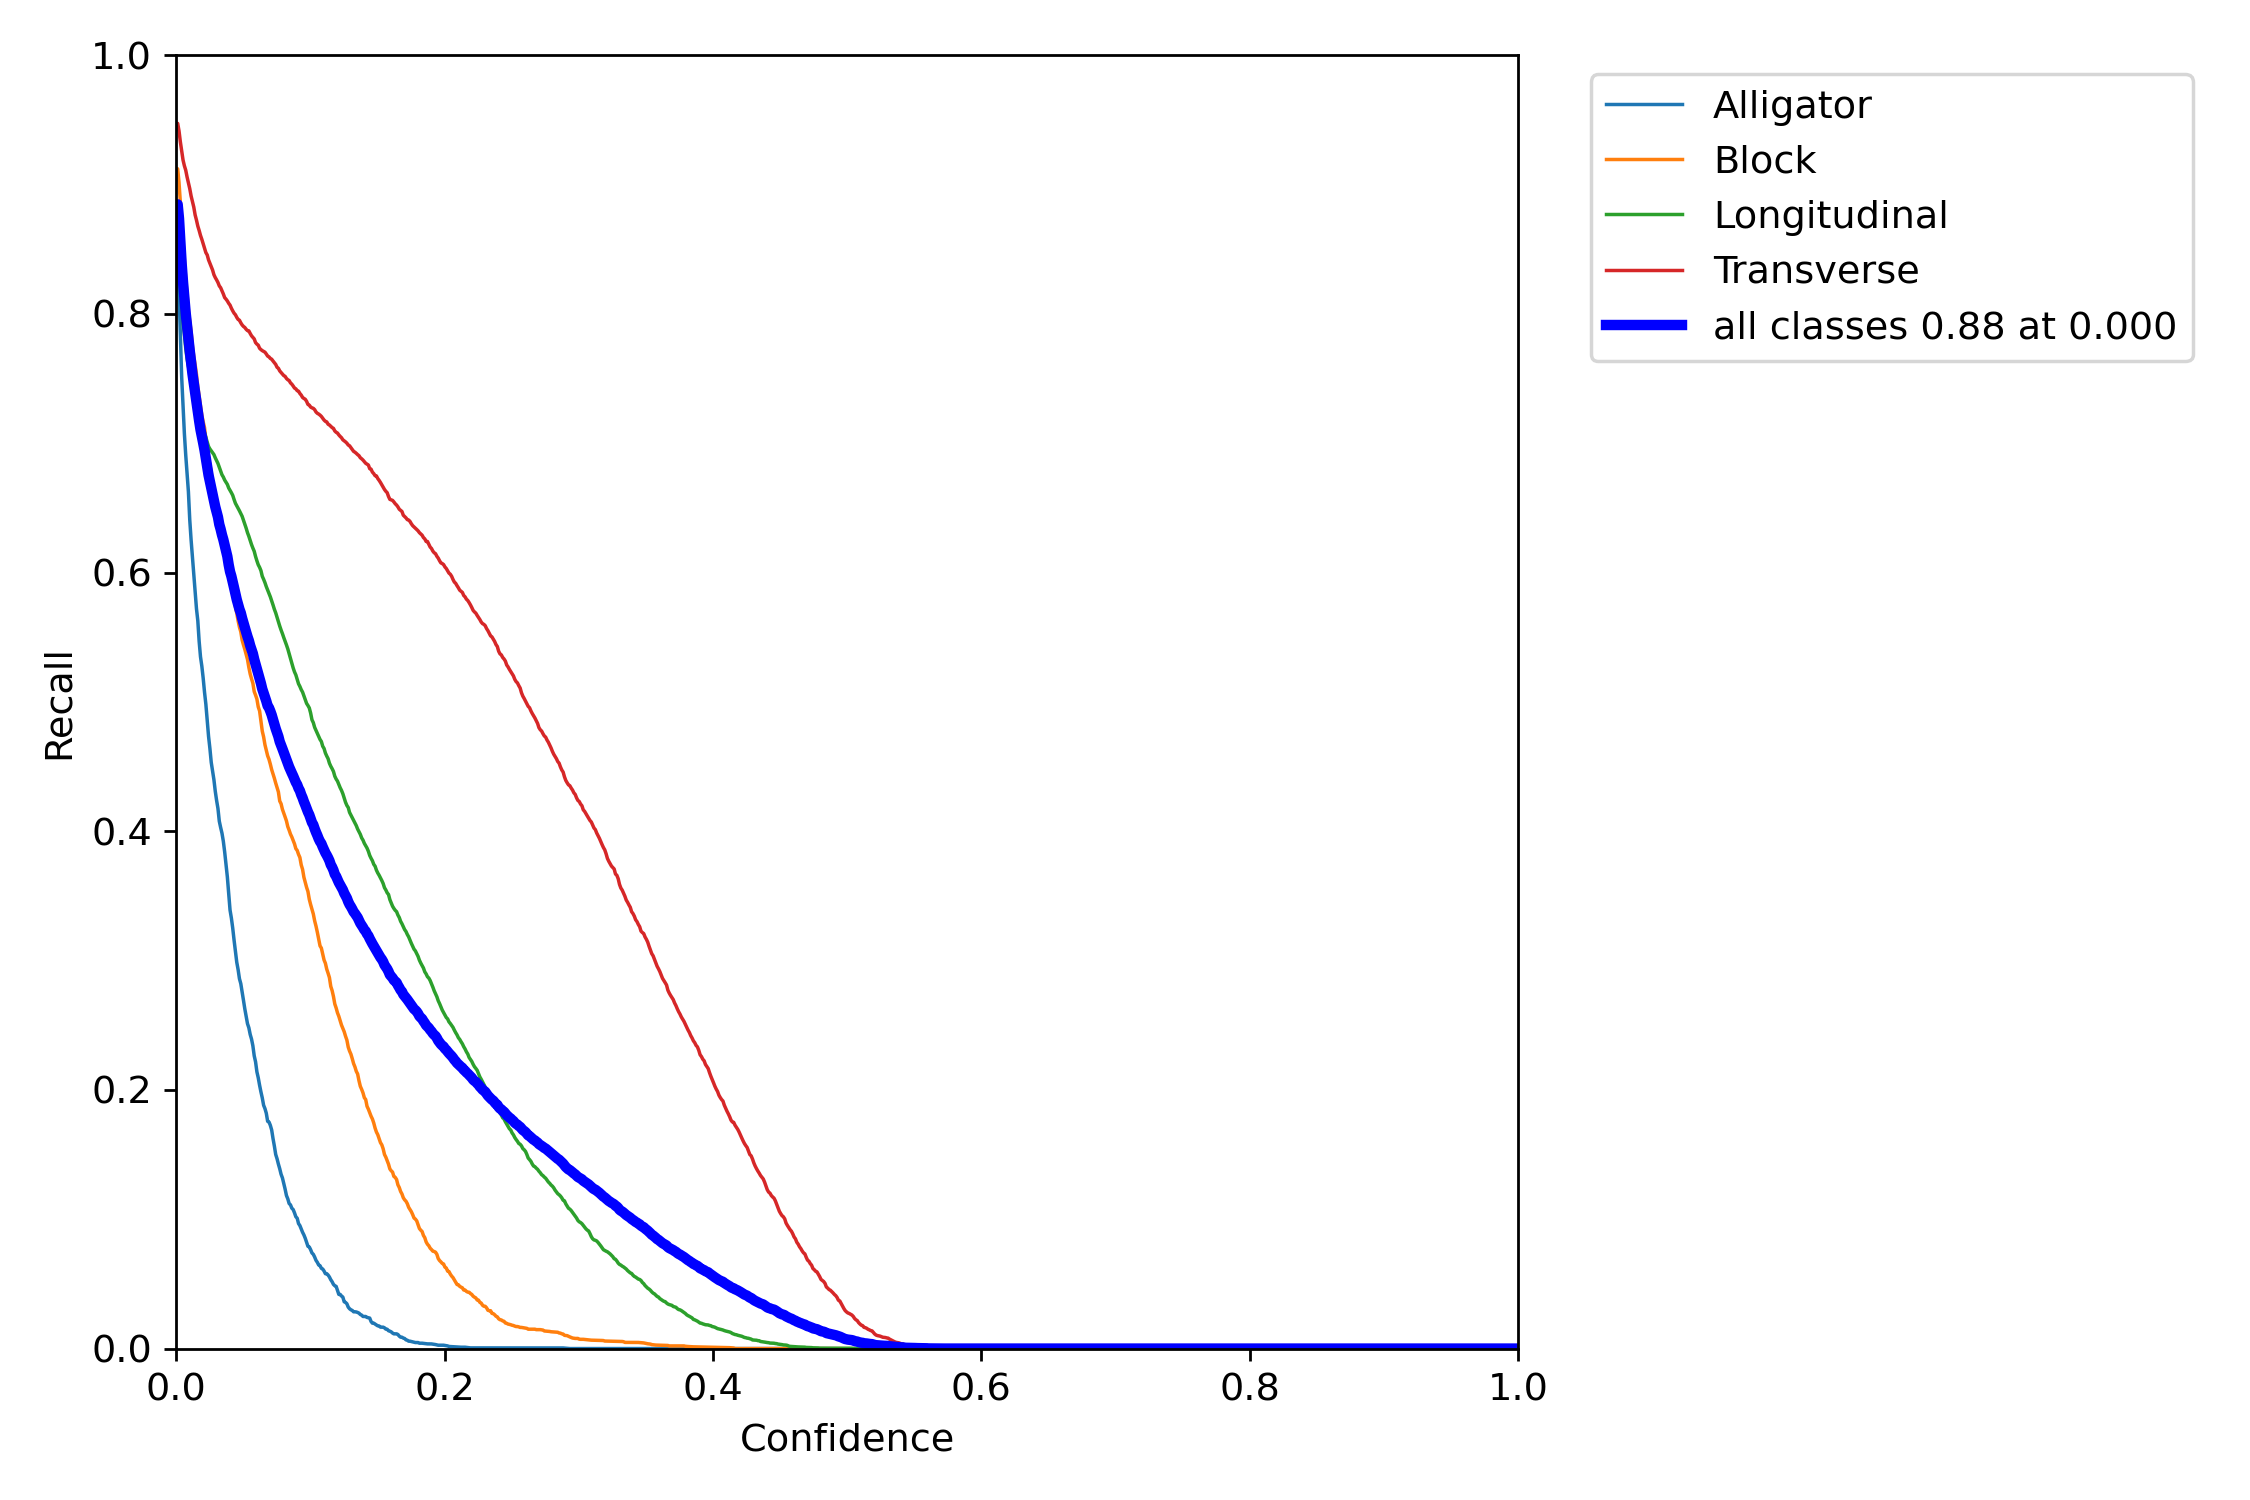 1.0
0.8
0.6
0.4
0.2
0.0
Recall
0.0 0.2 0.4 0.6 0.8 1.0
Confidence
Alligator
Block
Longitudinal
Transverse
all classes 0.88 at 0.000